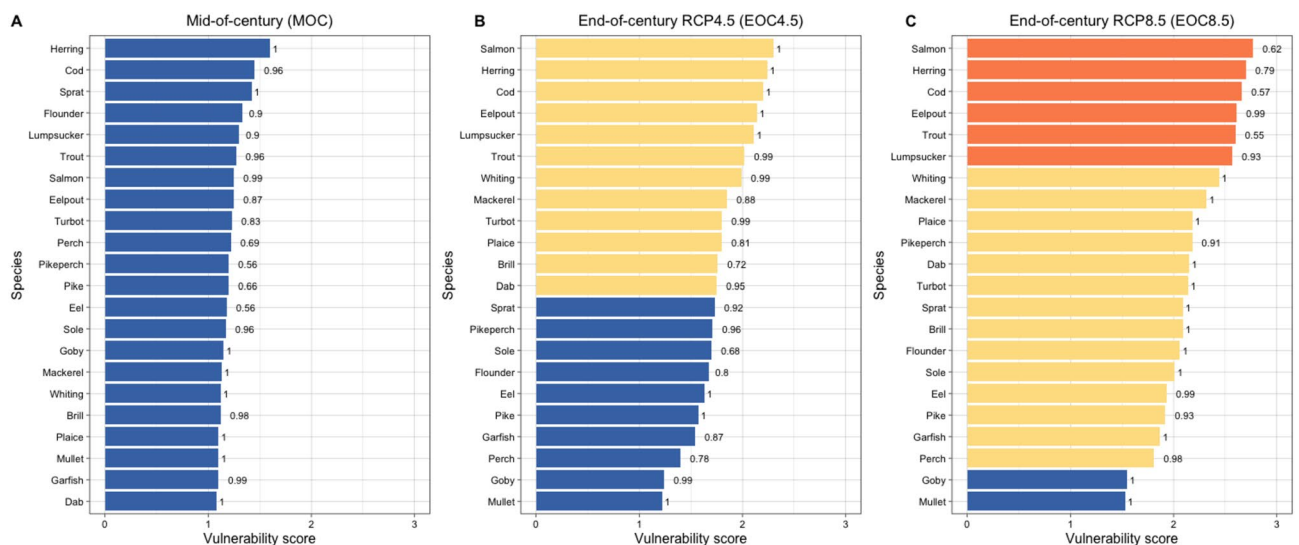 A Mid-of-century (MOC)
Species
Herring 1
Cod 0.96
Sprat 1
Flounder 0.9
Lumpsucker 0.9
Trout 0.96
Salmon 0.99
Eelpout 0.87
Turbot 0.83
Perch 0.69
Pikeperch 0.56
Pike 0.66
Eel 0.56
Sole 0.96
Goby 1
Mackerel 1
Whiting 1
Brill 0.98
Plaice 1
Mullet 1
Garfish 0.99
Dab 1
0 1 2 3
Vulnerability score
B End-of-century RCP4.5 (EOC4.5)
Species
Salmon 1
Herring 1
Cod 1
Eelpout 1
Lumpsucker 1
Trout 0.99
Whiting 0.99
Mackerel 0.88
Turbot 0.99
Plaice 0.81
Brill 0.72
Dab 0.95
Sprat 0.92
Pikeperch 0.96
Sole 0.68
Flounder 0.8
Eel 1
Pike 1
Garfish 0.87
Perch 0.78
Goby 0.99
Mullet 1
0 1 2 3
Vulnerability score
C End-of-century RCP8.5 (EOC8.5)
Species
Salmon 0.62
Herring 0.79
Cod 0.57
Eelpout 0.99
Trout 0.55
Lumpsucker 0.93
Whiting 1
Mackerel 1
Plaice 1
Pikeperch 0.91
Dab 1
Turbot 1
Sprat 1
Brill 1
Flounder 1
Sole 1
Eel 0.99
Pike 0.93
Garfish 1
Perch 0.98
Goby 1
Mullet 1
0 1 2 3
Vulnerability score